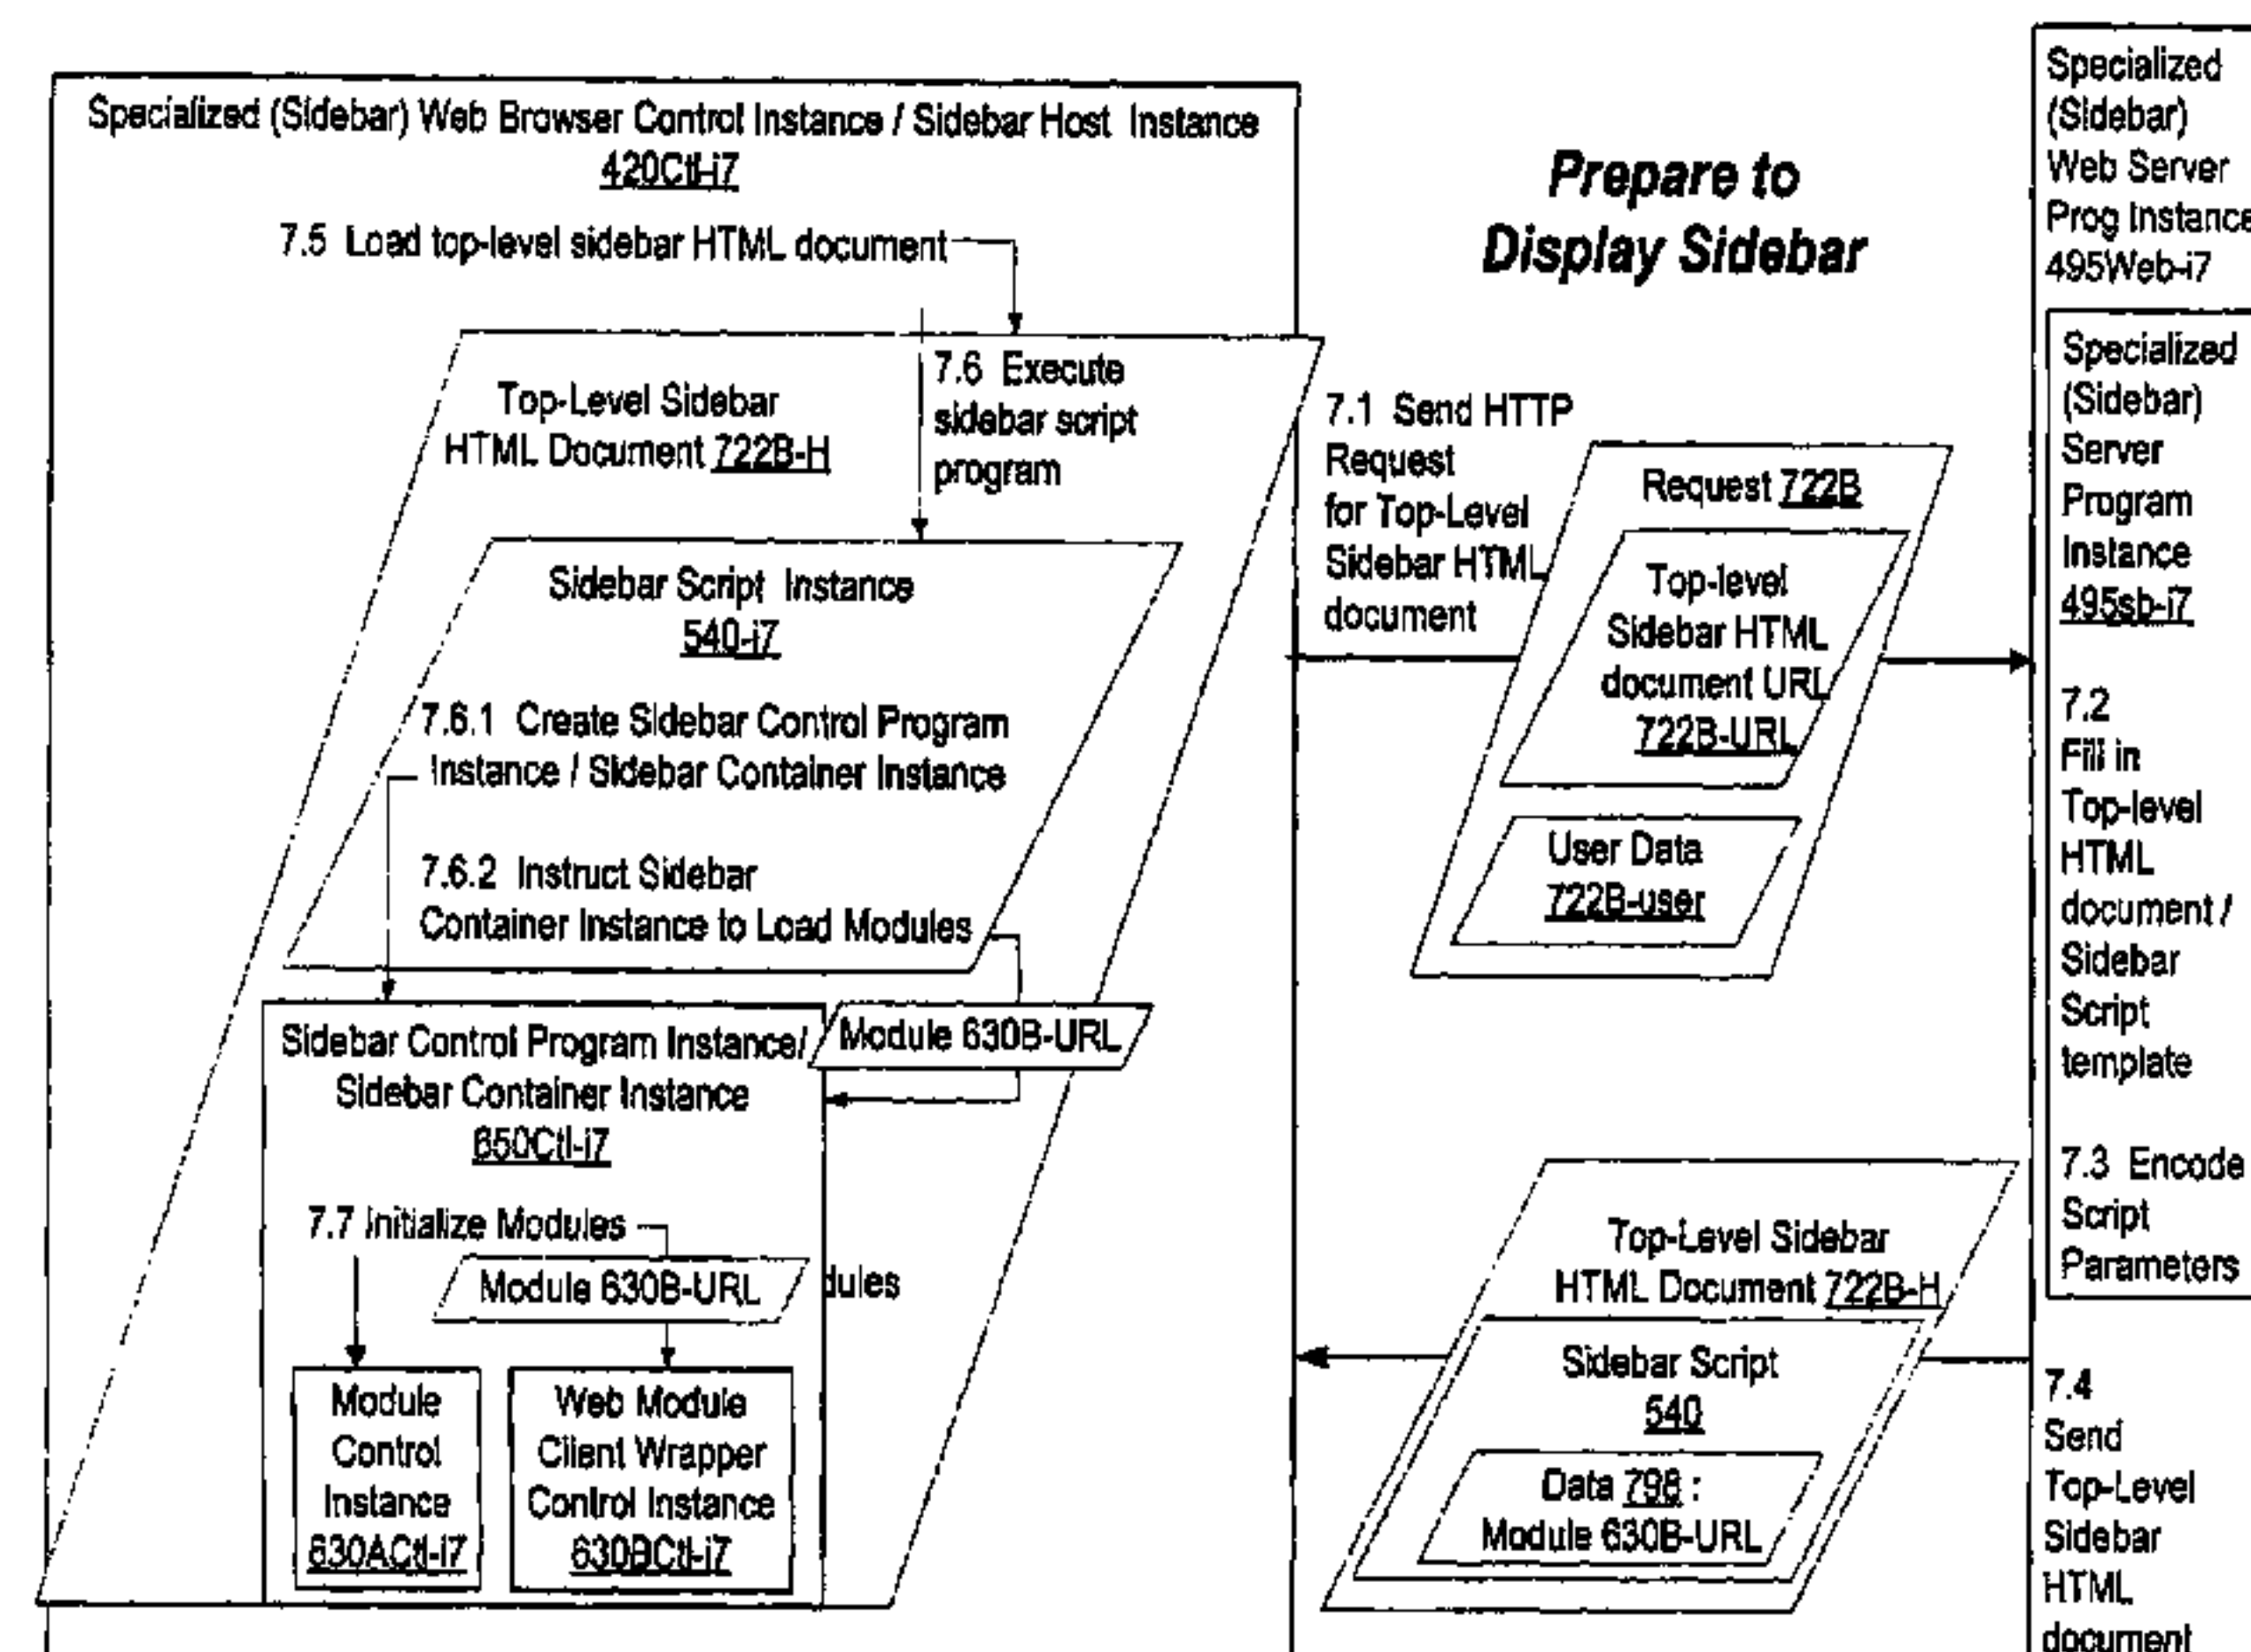 Specialized (Sidebar) Web Browser Control Instance / Sidebar Host Instance
420Ctl-i7
7.5 Load top-level sidebar HTML document
Top-Level Sidebar
HTML Document 722B-H
7.6 Execute
sidebar script
program
Sidebar Script Instance
540-i7
7.6.1 Create Sidebar Control Program
Instance / Sidebar Container Instance
7.6.2 Instruct Sidebar
Container Instance to Load Modules
Module 630B-URL
Sidebar Control Program Instance/
Sidebar Container Instance
650Ctl-i7
7.7 Initialize Modules
Module 630B-URL
dules
Module
Control
Instance
630ACtl-i7
Web Module
Client Wrapper
Control Instance
630BCtl-i7
Prepare to
Display Sidebar
7.1 Send HTTP
Request
for Top-Level
Sidebar HTML
document
Request 722B
Top-level
Sidebar HTML
document URL
722B-URL
User Data
722B-user
Top-Level Sidebar
HTML Document 722B-H
Sidebar Script
540
Data 798 :
Module 630B-URL
Specialized
(Sidebar)
Web Server
Prog Instance
495Web-i7
Specialized
(Sidebar)
Server
Program
Instance
495sb-i7
7.2
Fill in
Top-level
HTML
document /
Sidebar
Script
template
7.3 Encode
Script
Parameters
7.4
Send
Top-Level
Sidebar
HTML
document